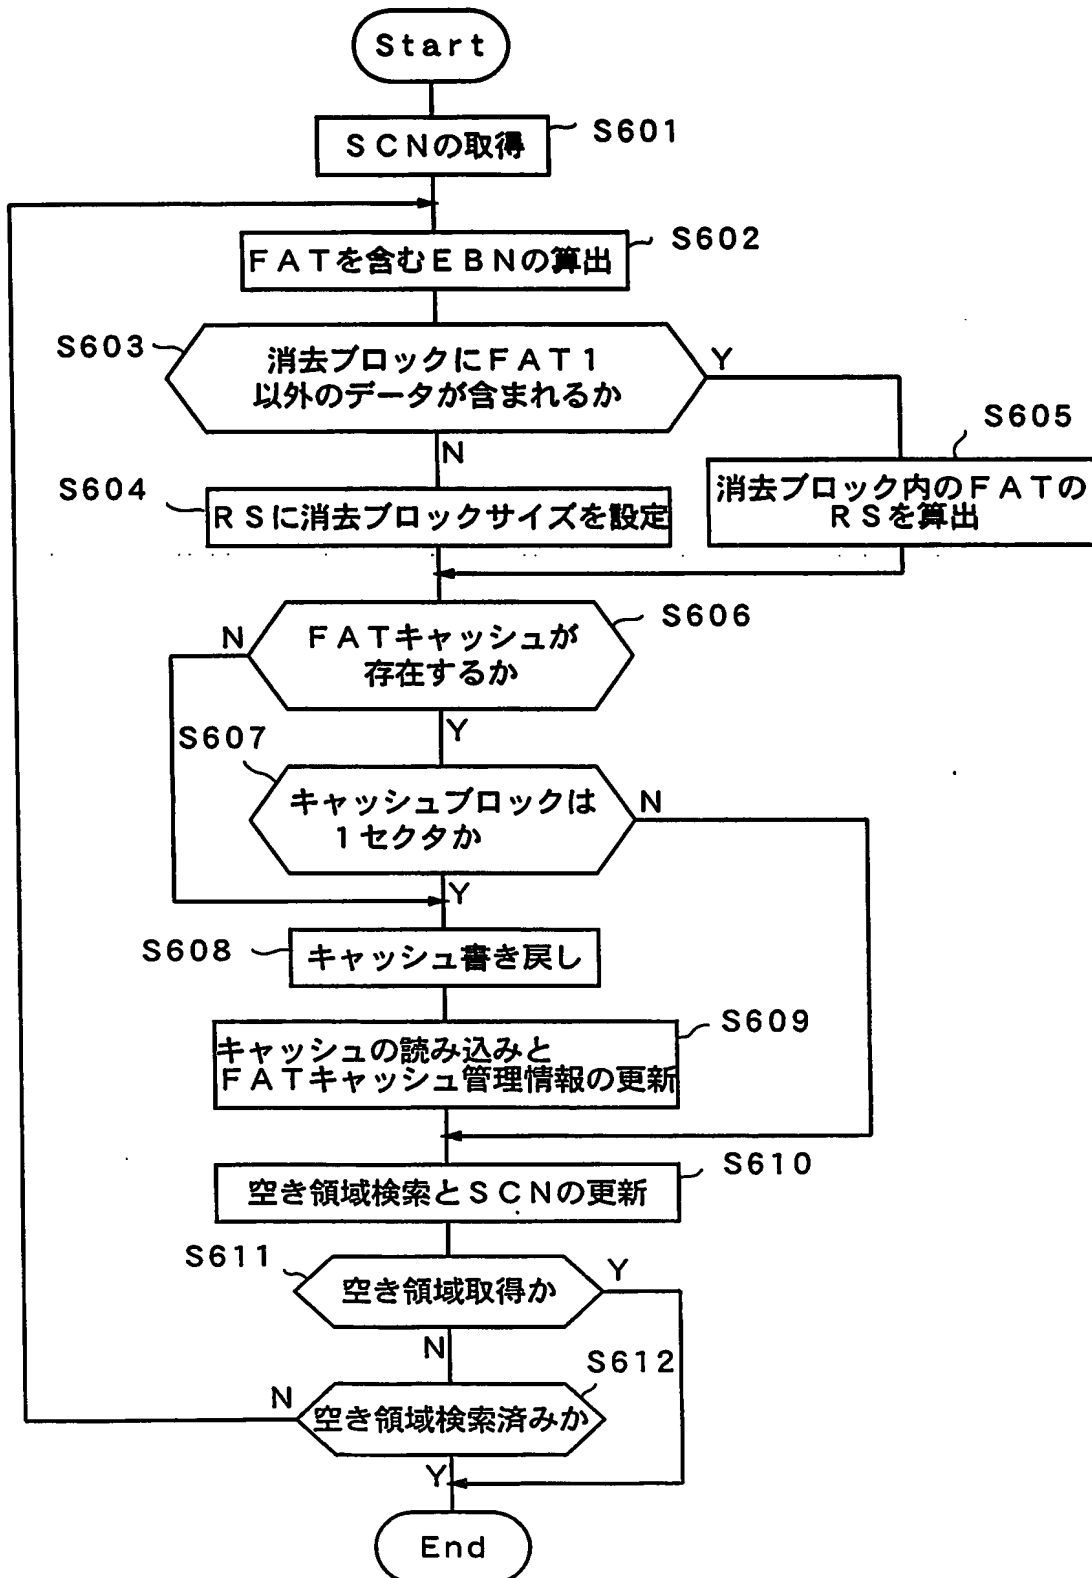 Start
SCNの取得
S601
FATを含むEBNの算出
S602
S603
消去ブロックにFAT1
以外のデータが含まれるか
Y
N
S604
RSに消去ブロックサイズを設定
S605
消去ブロック内のFATの
RSを算出
N
FATキャッシュが
存在するか
S606
Y
S607
キャッシュブロックは
1セクタか
N
Y
S608
キャッシュ書き戻し
S609
キャッシュの読み込みと
FATキャッシュ管理情報の更新
S610
空き領域検索とSCNの更新
S611
空き領域取得か
Y
N
S612
N
空き領域検索済みか
Y
End